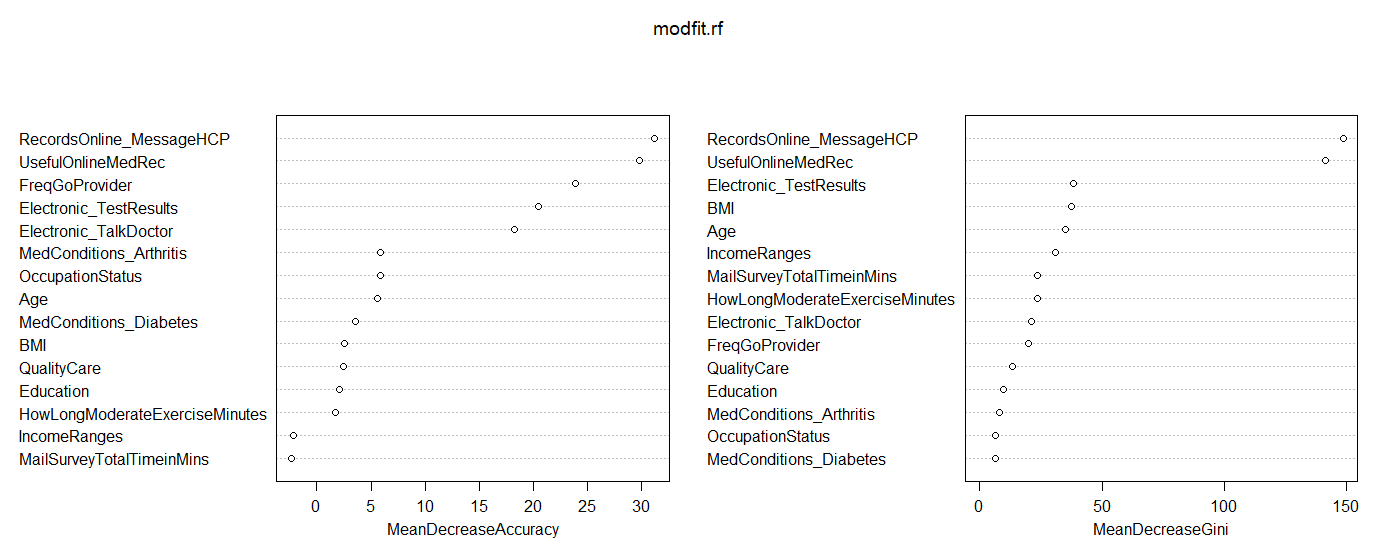 modfit.rf
RecordsOnline_MessageHCP
UsefulOnlineMedRec
FreqGoProvider
Electronic_TestResults
Electronic_TalkDoctor
MedConditions_Arthritis
OccupationStatus
Age
MedConditions_Diabetes
BMI
QualityCare
Education
HowLongModerateExerciseMinutes
IncomeRanges
MailSurveyTotalTimeinMins
0 5 10 15 20 25 30
MeanDecreaseAccuracy
RecordsOnline_MessageHCP
UsefulOnlineMedRec
Electronic_TestResults
BMI
Age
IncomeRanges
MailSurveyTotalTimeinMins
HowLongModerateExerciseMinutes
Electronic_TalkDoctor
FreqGoProvider
QualityCare
Education
MedConditions_Arthritis
OccupationStatus
MedConditions_Diabetes
0 50 100 150
MeanDecreaseGini